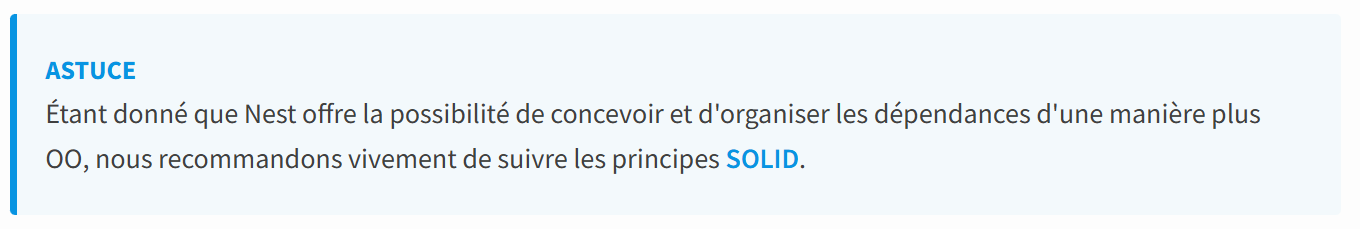 ASTUCE
Étant donné que Nest offre la possibilité de concevoir et d'organiser les dépendances d'une manière plus
OO, nous recommandons vivement de suivre les principes SOLID.